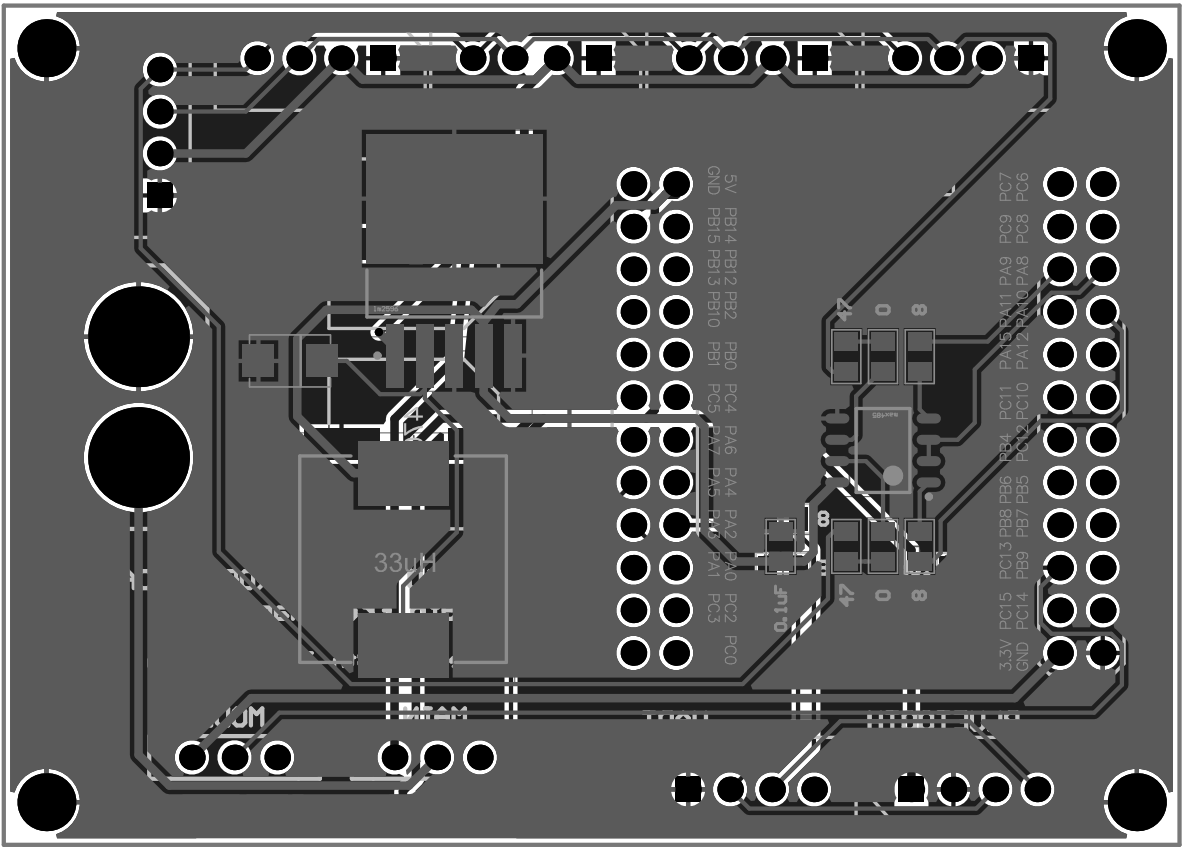 5V
GND
PB14
PB15
PB12
PB13
PB2
PB10
PB0
PB1
PC4
PC5
PA6
PA7
PA4
PA5
PA2
PA3
PA0
PA1
PC2
PC3
PC0
PC7 PC6
PC9 PC8
PA9 PA8
PA11 PA10
PA15 PA12
PC11 PC10
PB4 PC12
PB6 PB5
PB8 PB7
PC13 PB9
PC15 PC14
3.3V GND
47 0 8
max485
8
0.1uF
47 0 8
lm2596
33uH
MAIN